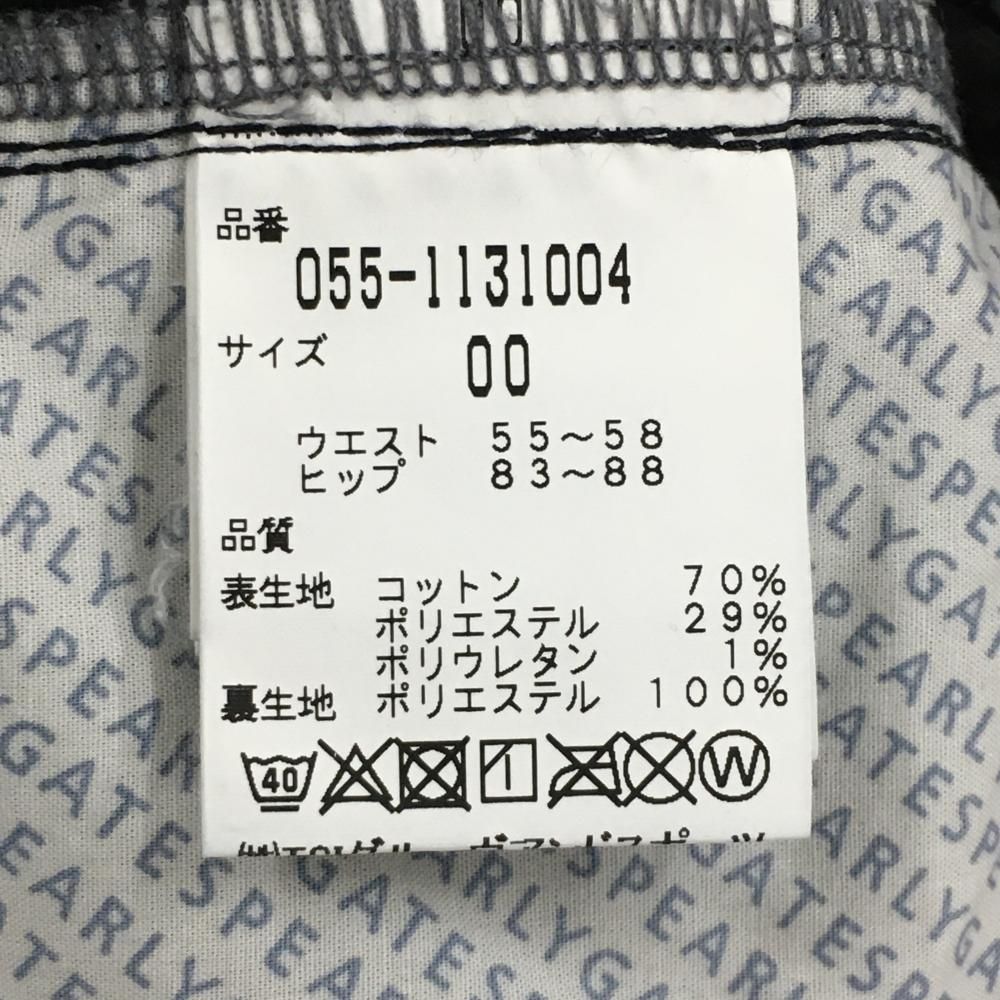 品番
055-1131004
サイズ 00
ウエスト 55～58
ヒップ 83～88
品質
表生地 コットン 70%
ポリエステル 29%
ポリウレタン 1%
裏生地 ポリエステル 100%
40 W
PEARLY GATES